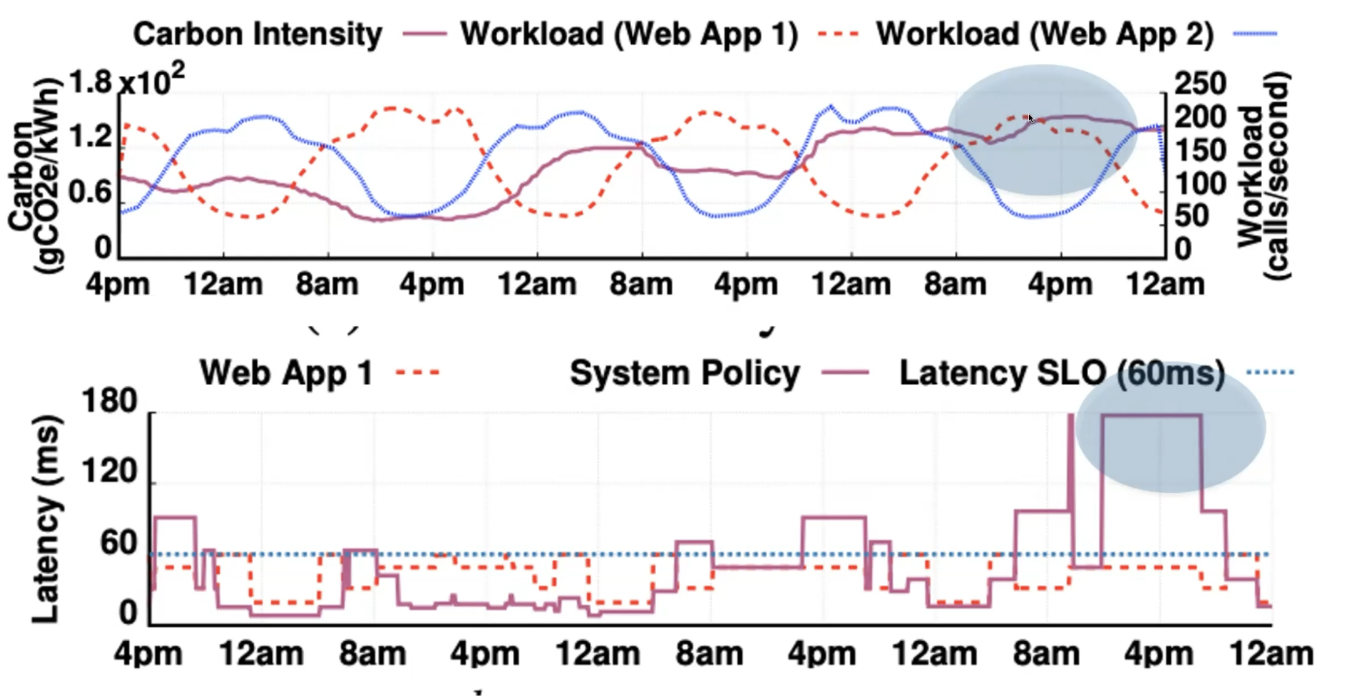 Carbon Intensity Workload (Web App 1) Workload (Web App 2)
1.8 x10²
1.2
0.6
0
Carbon
(gCO2e/kWh)
250
200
150
100
50
0
Workload
(calls/second)
4pm 12am 8am 4pm 12am 8am 4pm 12am 8am 4pm 12am
Web App 1 System Policy Latency SLO (60ms)
180
120
60
0
Latency (ms)
4pm 12am 8am 4pm 12am 8am 4pm 12am 8am 4pm 12am